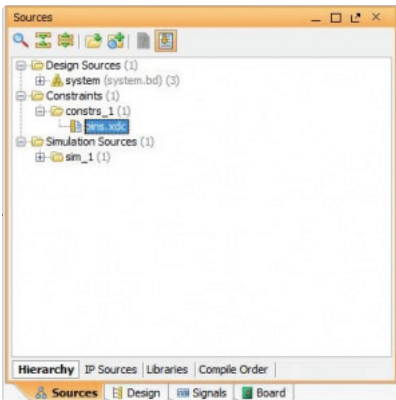 Sources
Design Sources (1)
system (system.bd) (3)
Constraints (1)
constrs_1 (1)
pins.xdc
Simulation Sources (1)
sim_1 (1)
Hierarchy IP Sources Libraries Compile Order
Sources Design Signals Board